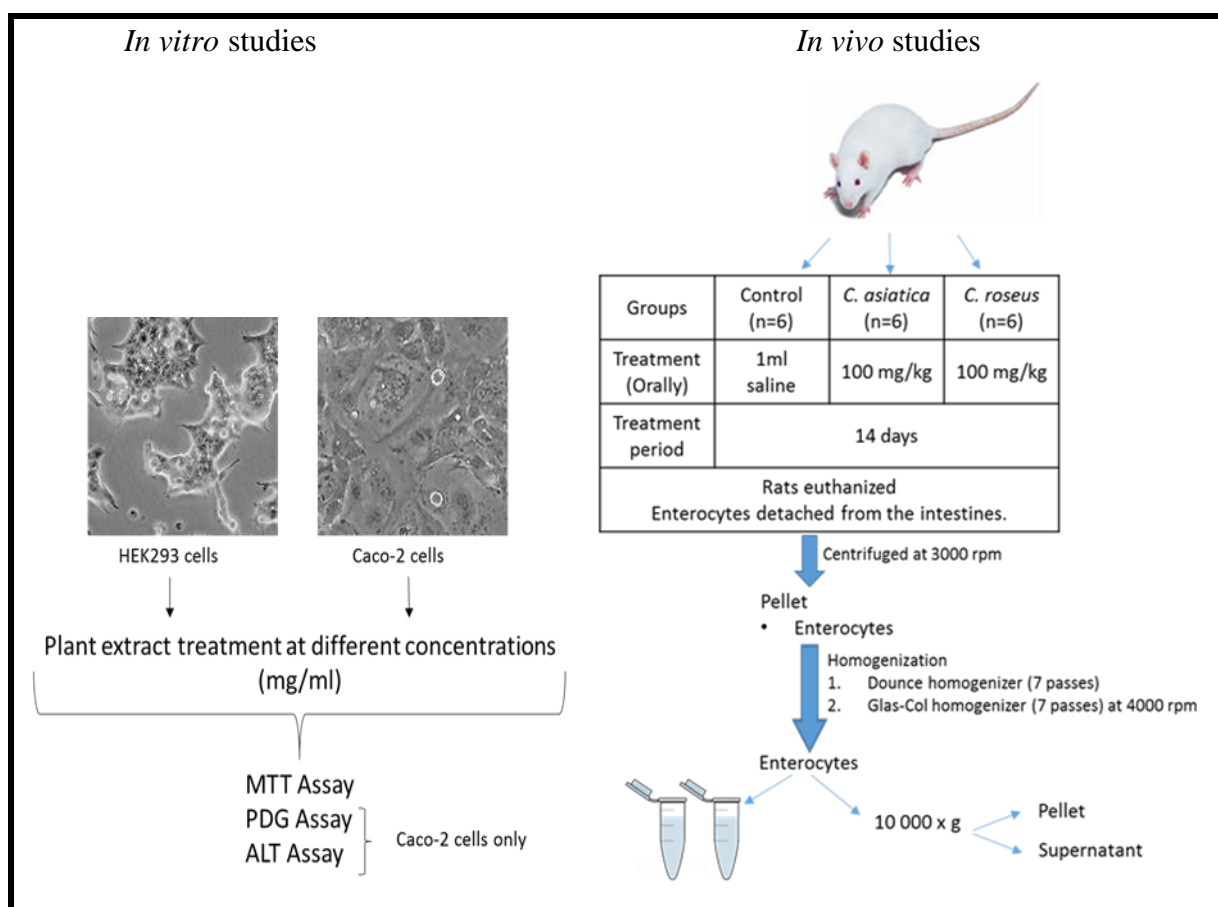 In vitro studies
In vivo studies
HEK293 cells
Caco-2 cells
Plant extract treatment at different concentrations
(mg/ml)
MTT Assay
PDG Assay
ALT Assay
Caco-2 cells only
Groups
Control
(n=6)
C. asiatica
(n=6)
C. roseus
(n=6)
Treatment
(Orally)
1ml
saline
100 mg/kg
100 mg/kg
Treatment
period
14 days
Rats euthanized
Enterocytes detached from the intestines.
Centrifuged at 3000 rpm
Pellet
• Enterocytes
Homogenization
1. Dounce homogenizer (7 passes)
2. Glas-Col homogenizer (7 passes) at 4000 rpm
Enterocytes
10 000 x g
Pellet
Supernatant